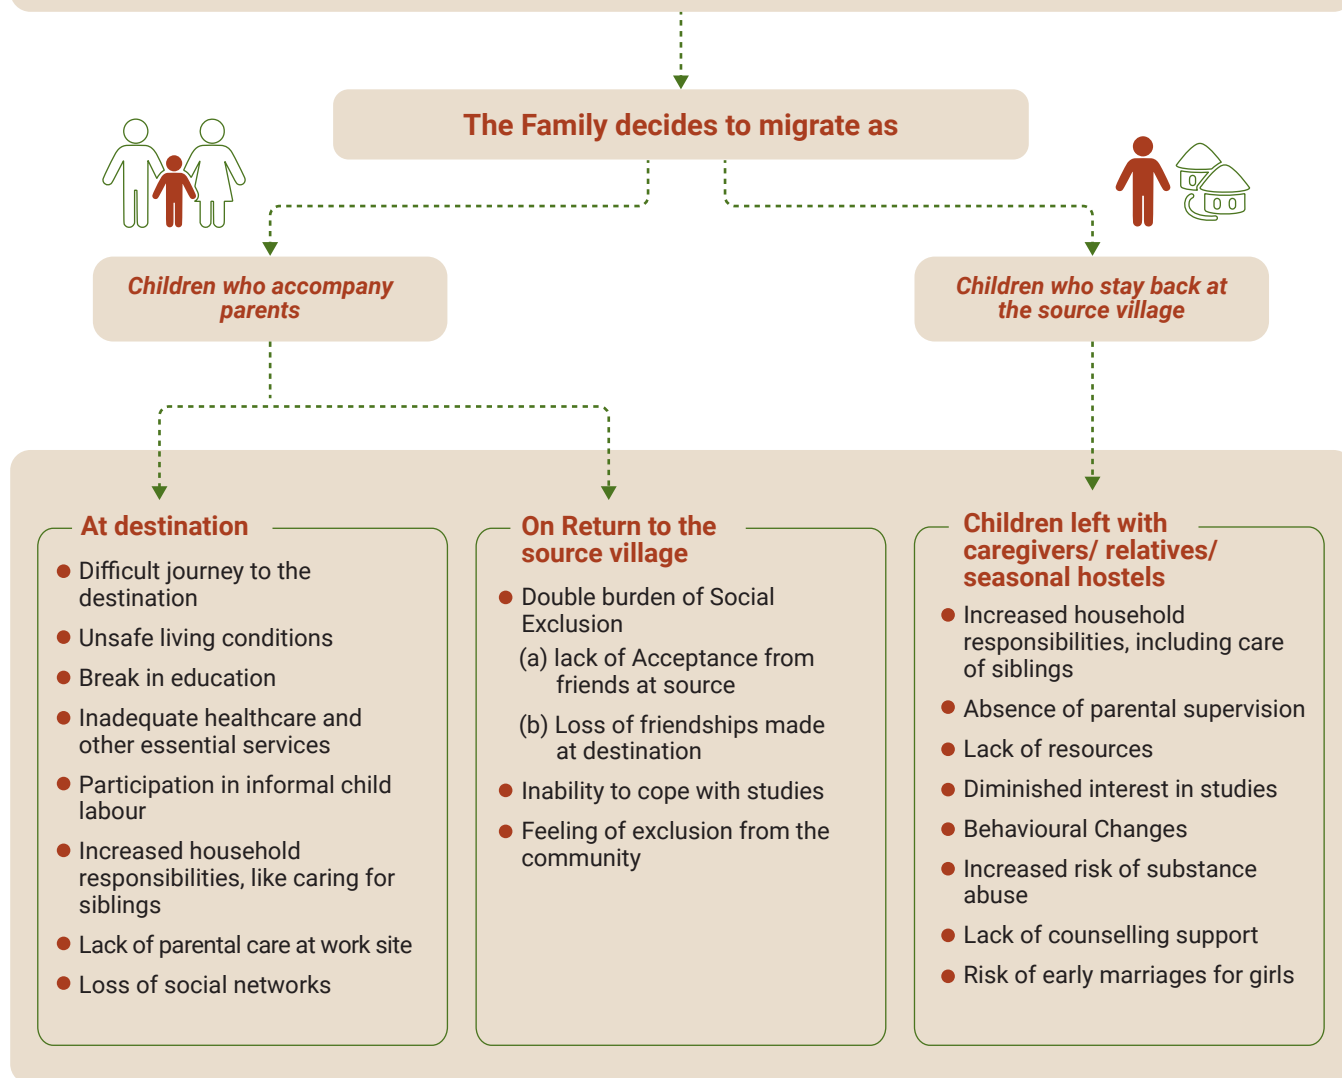 The Family decides to migrate as
Children who accompany
parents
Children who stay back at
the source village
At destination
Difficult journey to the
destination
Unsafe living conditions
Break in education
Inadequate healthcare and
other essential services
Participation in informal child
labour
Increased household
responsibilities, like caring for
siblings
Lack of parental care at work site
Loss of social networks
On Return to the
source village
Double burden of Social
Exclusion
(a) lack of Acceptance from
friends at source
(b) Loss of friendships made
at destination
Inability to cope with studies
Feeling of exclusion from the
community
Children left with
caregivers/ relatives/
seasonal hostels
Increased household
responsibilities, including care
of siblings
Absence of parental supervision
Lack of resources
Diminished interest in studies
Behavioural Changes
Increased risk of substance
abuse
Lack of counselling support
Risk of early marriages for girls